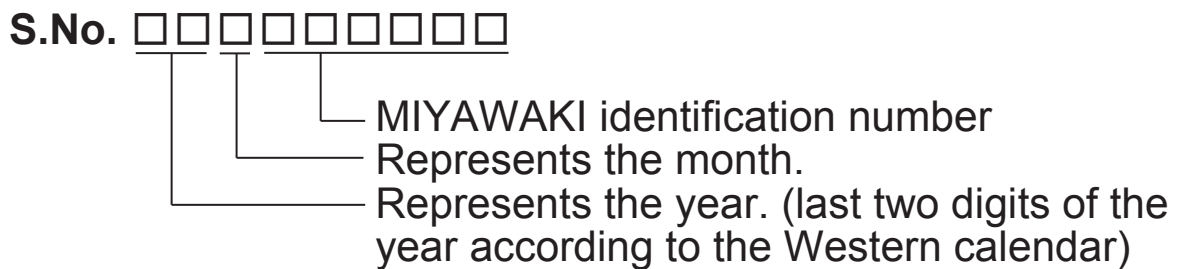 S.No. □□□□□□□□□
MIYAWAKI identification number
Represents the month.
Represents the year. (last two digits of the
year according to the Western calendar)